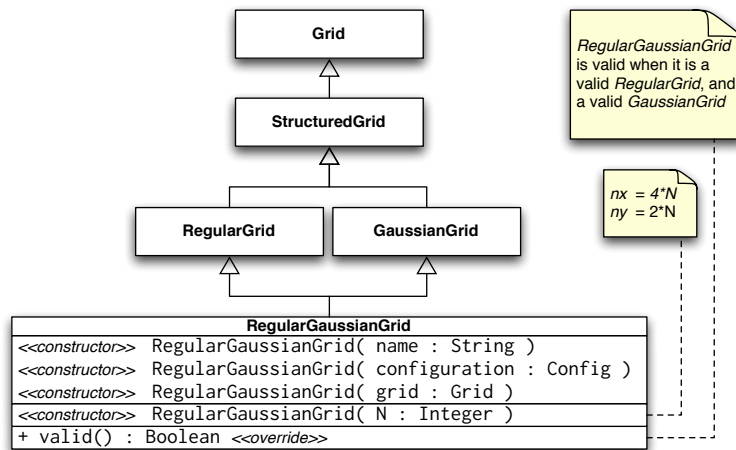 Grid
StructuredGrid
RegularGrid
GaussianGrid
RegularGaussianGrid
is valid when it is a
valid RegularGrid, and
a valid GaussianGrid
nx = 4*N
ny = 2*N
RegularGaussianGrid
<<constructor>> RegularGaussianGrid( name : String )
<<constructor>> RegularGaussianGrid( configuration : Config )
<<constructor>> RegularGaussianGrid( grid : Grid )
<<constructor>> RegularGaussianGrid( N : Integer )
+ valid() : Boolean <<override>>